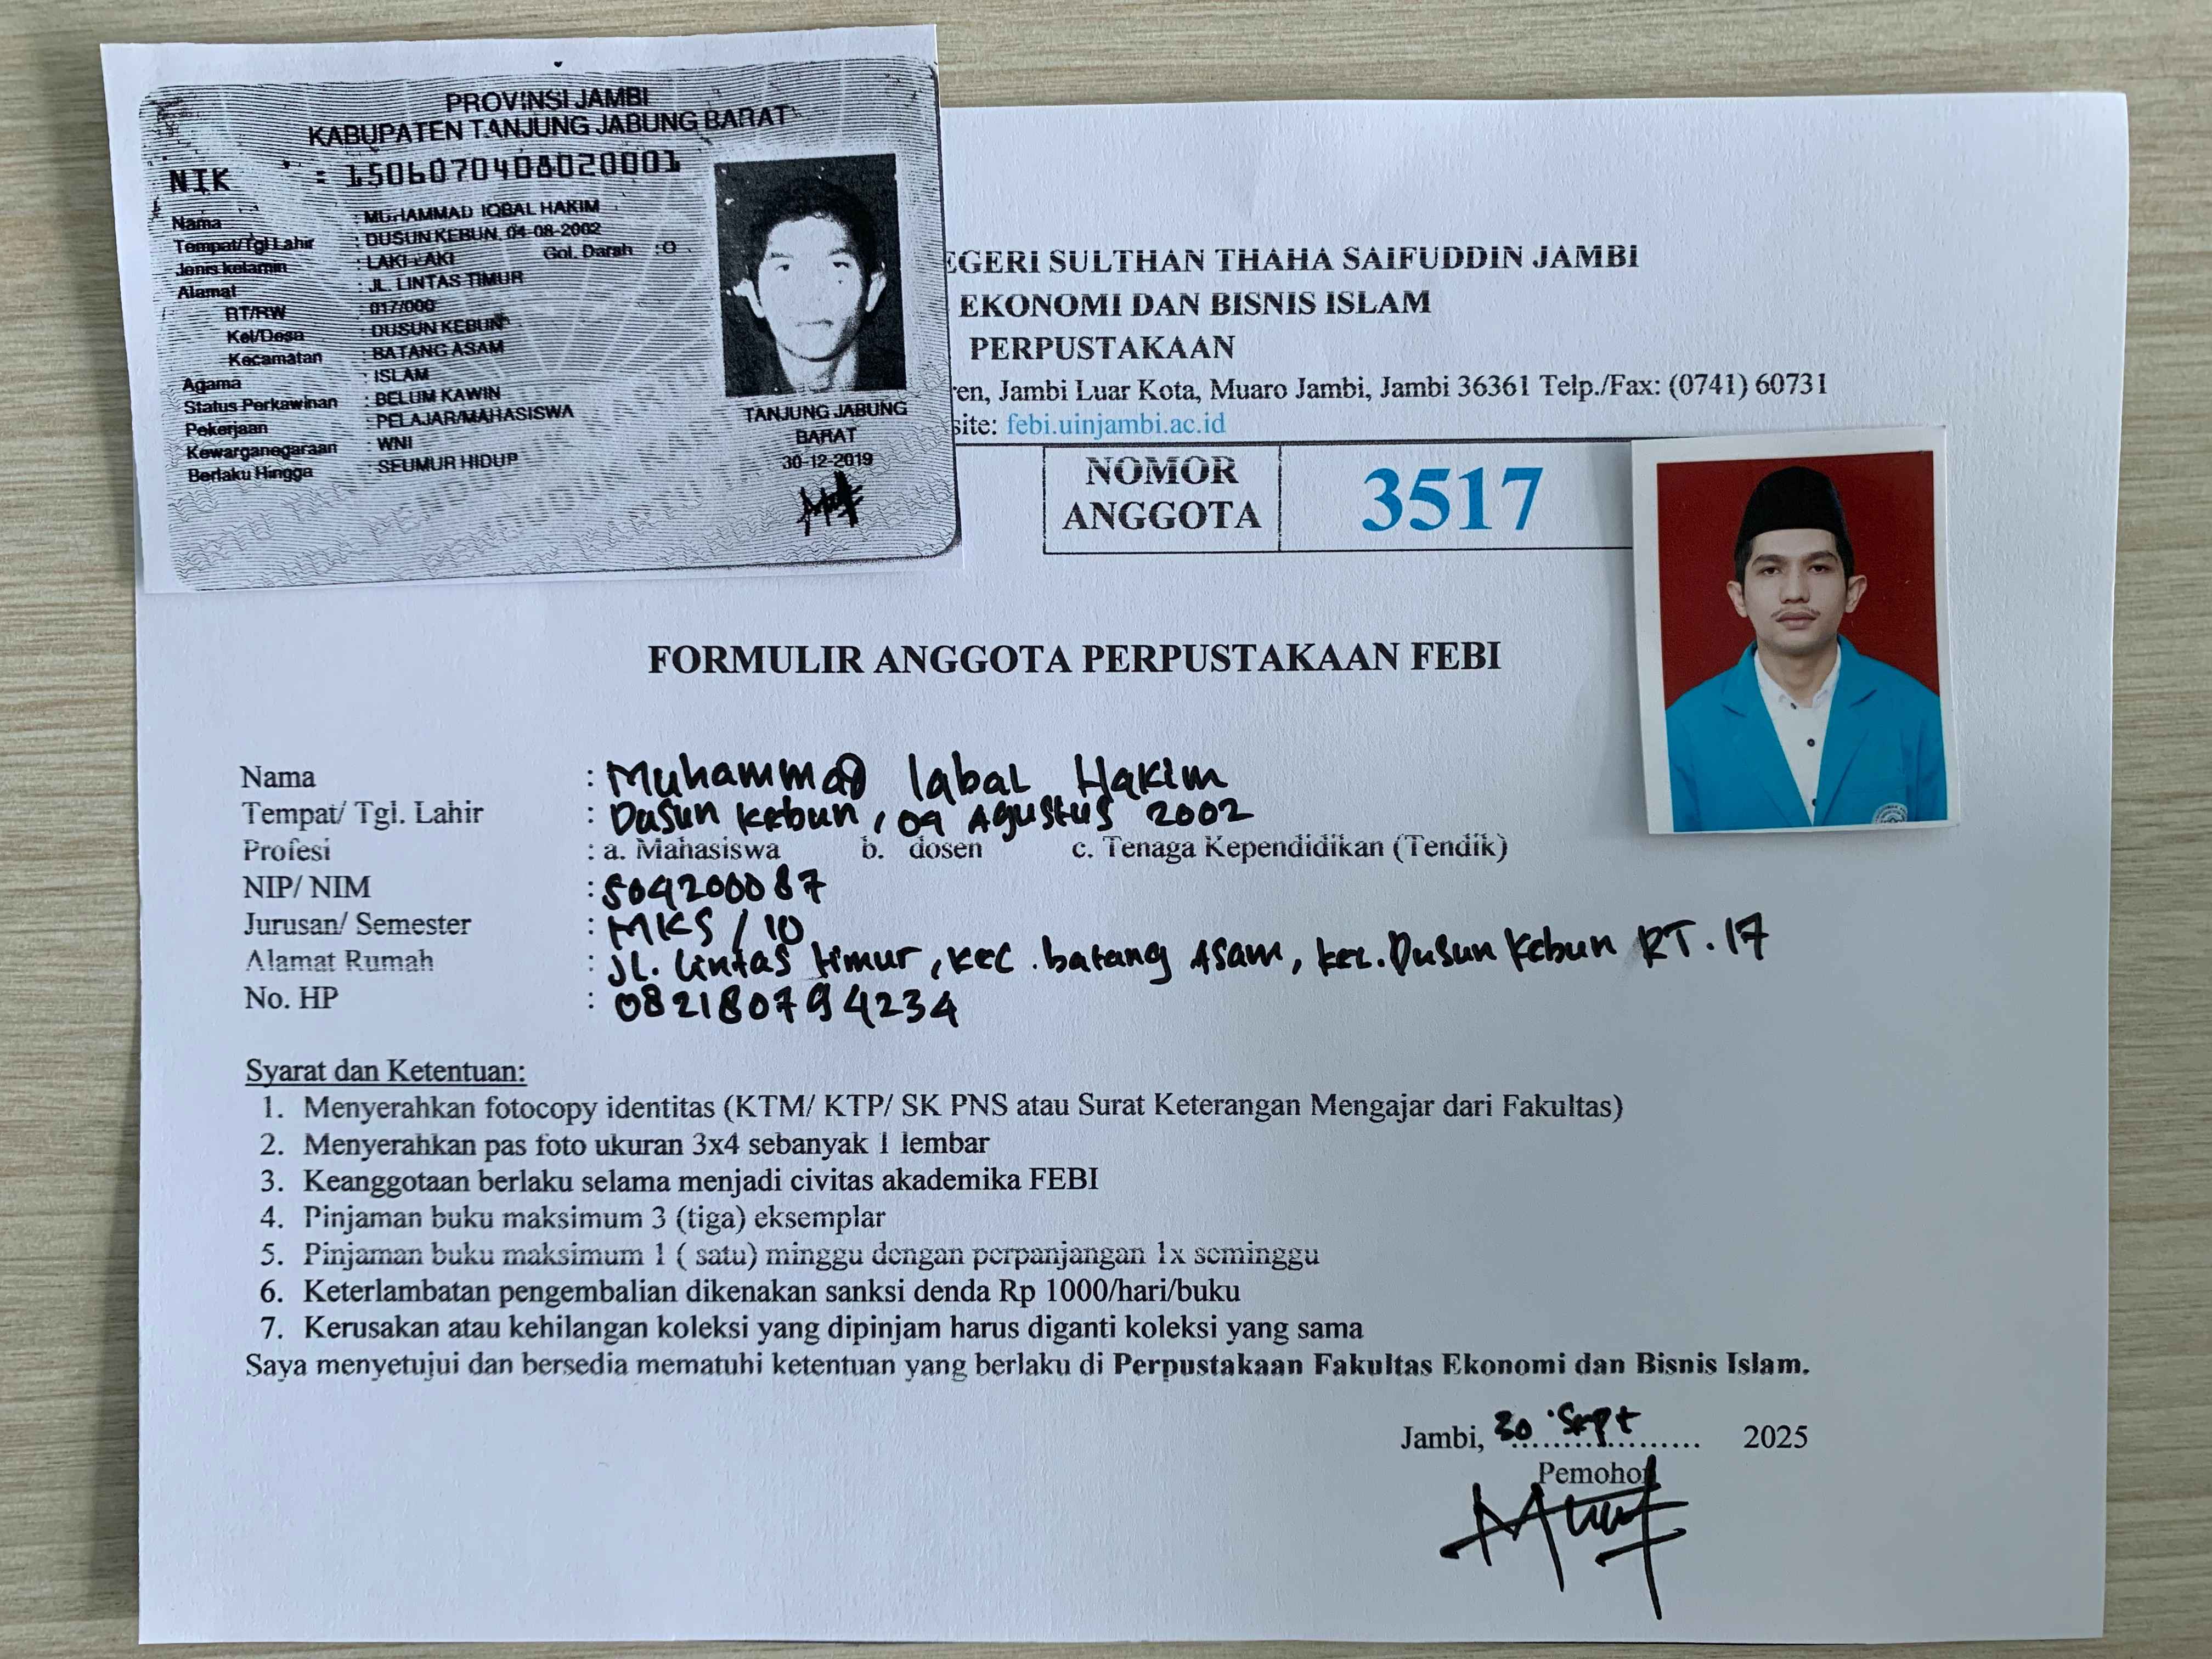 PROVINSI JAMBI
KABUPATEN TANJUNG JABUNG BARAT
NIK : 1506070408020001
Nama : MUHAMMAD IQBAL HAKIM
Tempat/Tgl Lahir : DUSUN KEBUN, 04-08-2002
Jenis kelamin : LAKI-LAKI Gol. Darah : O
Alamat : JL. LINTAS TIMUR
RT/RW : 017/000
Kel/Desa : DUSUN KEBUN
Kecamatan : BATANG ASAM
Agama : ISLAM
Status Perkawinan : BELUM KAWIN
Pekerjaan : PELAJAR/MAHASISWA
Kewarganegaraan : WNI
Berlaku Hingga : SEUMUR HIDUP
TANJUNG JABUNG
BARAT
30-12-2019
EGERI SULTHAN THAHA SAIFUDDIN JAMBI
EKONOMI DAN BISNIS ISLAM
PERPUSTAKAAN
ren, Jambi Luar Kota, Muaro Jambi, Jambi 36361 Telp./Fax: (0741) 60731
site: febi.uinjambi.ac.id
NOMOR
ANGGOTA
3517
FORMULIR ANGGOTA PERPUSTAKAAN FEBI
Nama : Muhammad Iqbal Hakim
Tempat/ Tgl. Lahir : Dusun Kebun, 04 Agustus 2002
Profesi : a. Mahasiswa b. dosen c. Tenaga Kependidikan (Tendik)
NIP/ NIM : 504200087
Jurusan/ Semester : MKS / 10
Alamat Rumah : JL. Lintas timur, Kec. batang Asam, kec. Dusun Kebun RT. 17
No. HP : 082180794234
Syarat dan Ketentuan:
1. Menyerahkan fotocopy identitas (KTM/ KTP/ SK PNS atau Surat Keterangan Mengajar dari Fakultas)
2. Menyerahkan pas foto ukuran 3x4 sebanyak 1 lembar
3. Keanggotaan berlaku selama menjadi civitas akademika FEBI
4. Pinjaman buku maksimum 3 (tiga) eksemplar
5. Pinjaman buku maksimum 1 ( satu) minggu dengan perpanjangan 1x seminggu
6. Keterlambatan pengembalian dikenakan sanksi denda Rp 1000/hari/buku
7. Kerusakan atau kehilangan koleksi yang dipinjam harus diganti koleksi yang sama
Saya menyetujui dan bersedia mematuhi ketentuan yang berlaku di Perpustakaan Fakultas Ekonomi dan Bisnis Islam.
Jambi, 30 Sept 2025
Pemohon